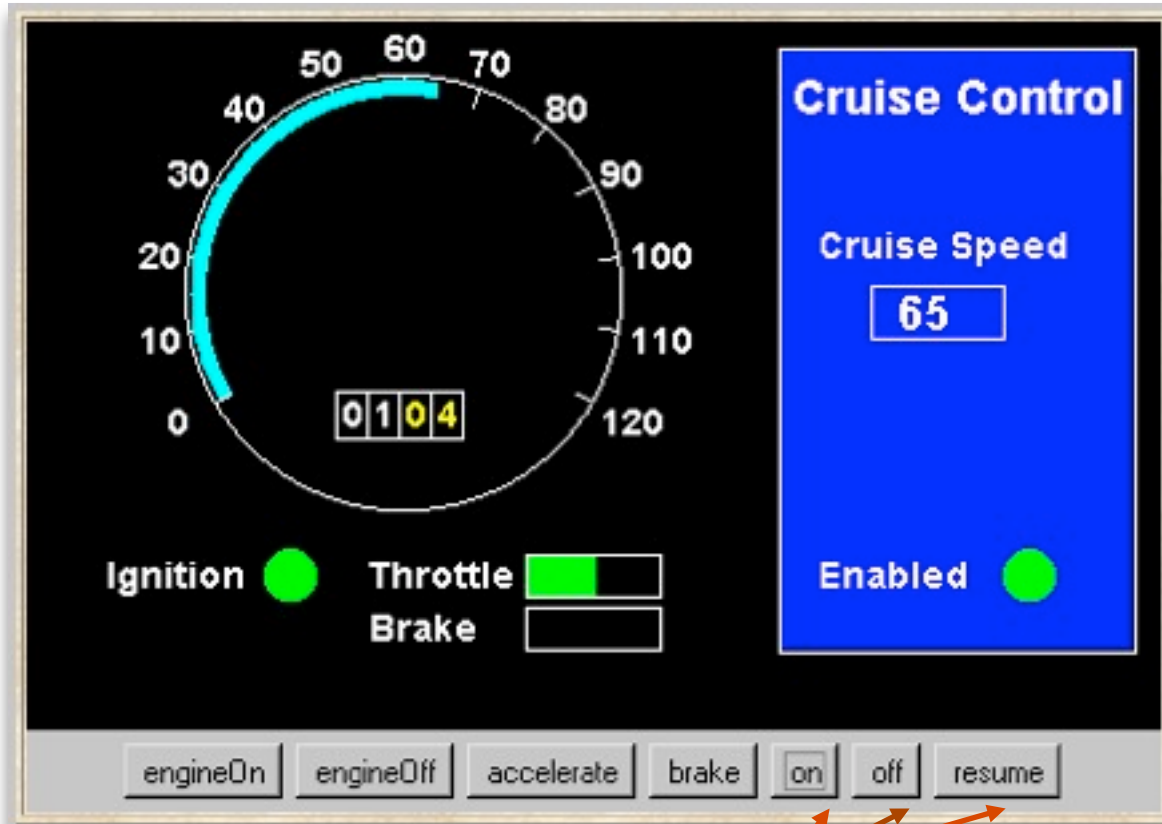 60
50
70
40
80
30
90
20
100
10
110
0
120
0104
Cruise Control
Cruise Speed
65
Ignition
Throttle
Enabled
Brake
engineOn engineOff accelerate brake on off resume